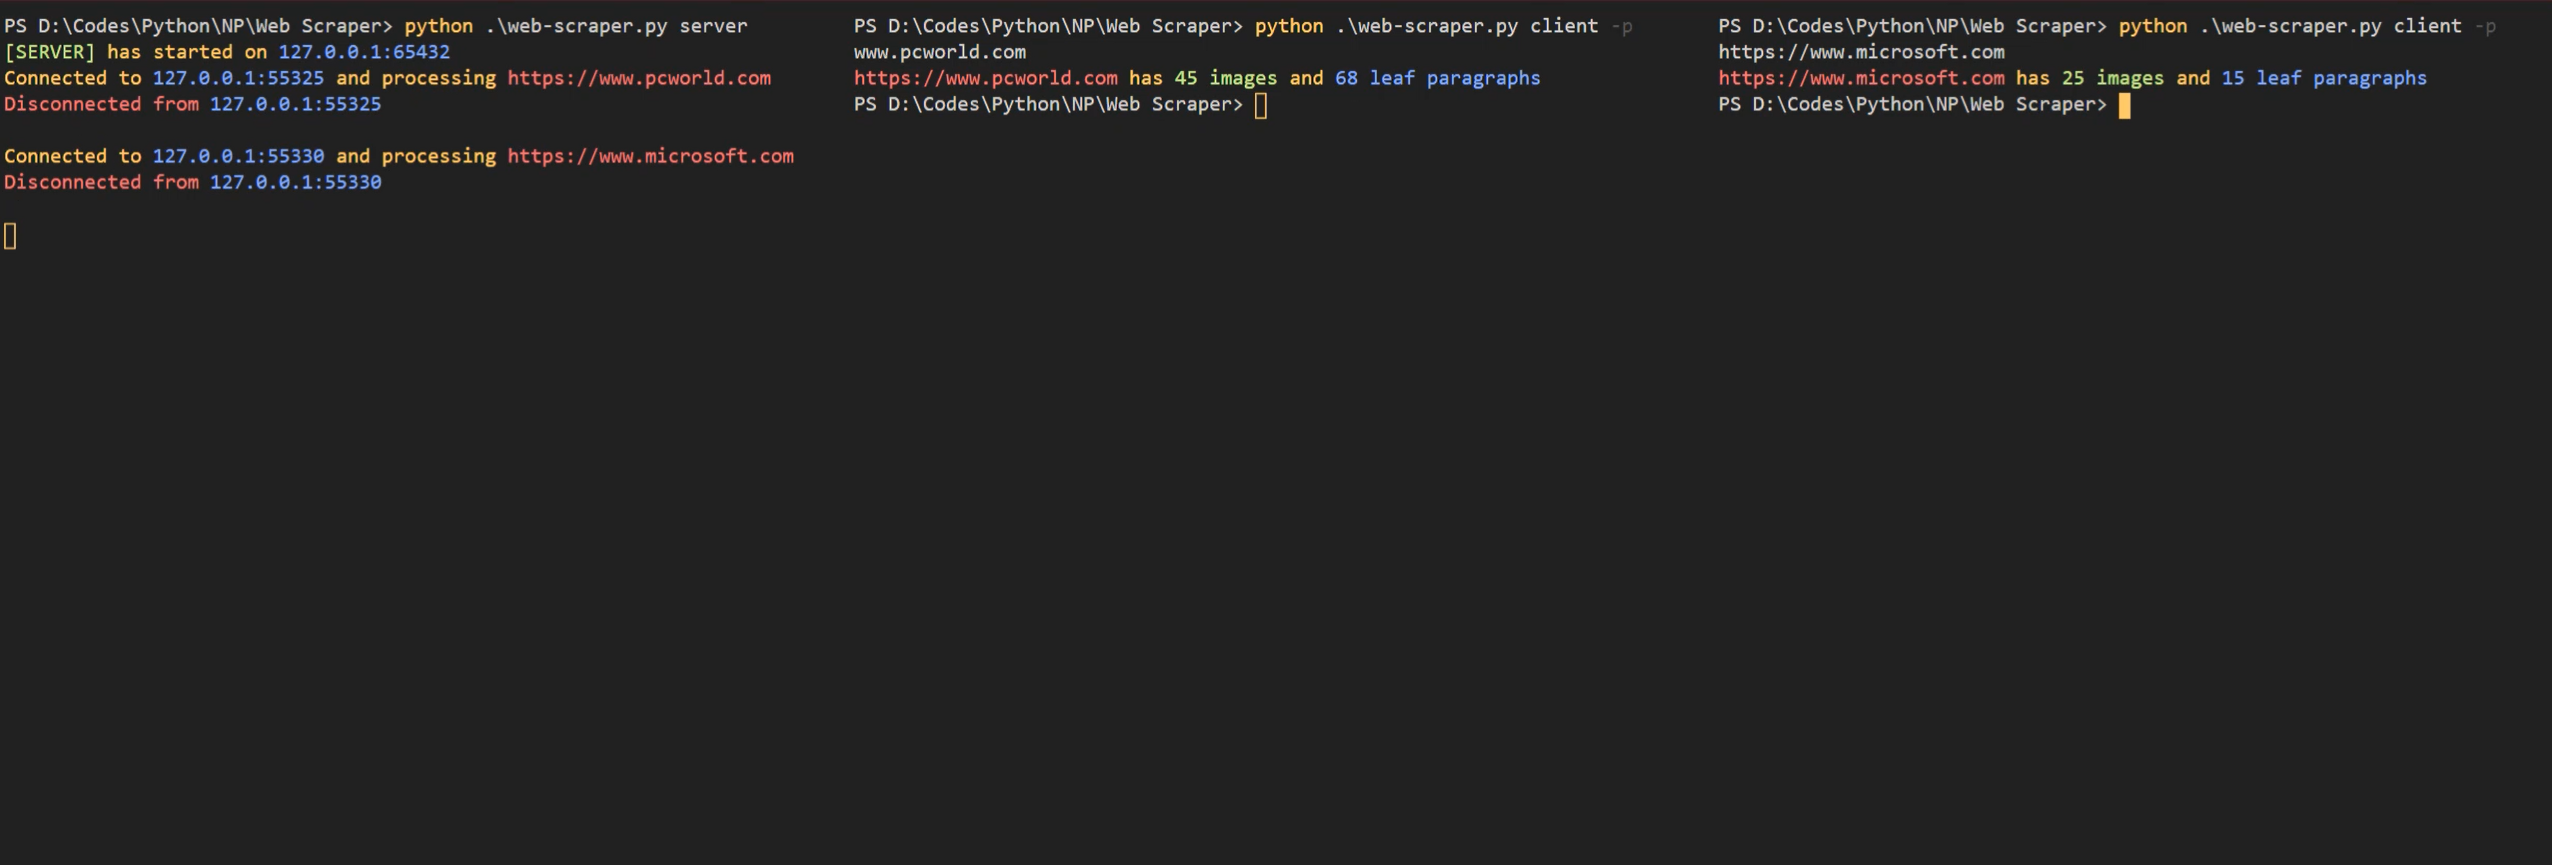 PS D:\Codes\Python\NP\Web Scraper> python .\web-scraper.py server
[SERVER] has started on 127.0.0.1:65432
Connected to 127.0.0.1:55325 and processing https://www.pcworld.com
Disconnected from 127.0.0.1:55325
Connected to 127.0.0.1:55330 and processing https://www.microsoft.com
Disconnected from 127.0.0.1:55330
PS D:\Codes\Python\NP\Web Scraper> python .\web-scraper.py client -p
www.pcworld.com
https://www.pcworld.com has 45 images and 68 leaf paragraphs
PS D:\Codes\Python\NP\Web Scraper>
PS D:\Codes\Python\NP\Web Scraper> python .\web-scraper.py client -p
https://www.microsoft.com
https://www.microsoft.com has 25 images and 15 leaf paragraphs
PS D:\Codes\Python\NP\Web Scraper>